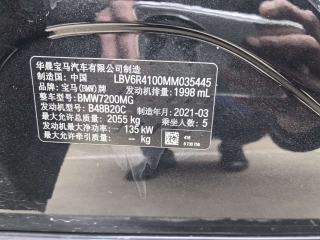 华晨宝马汽车有限公司制造
制造国：中国 LBV6R4100MM035445
品牌：宝马(BMW)牌 发动机排量：1998 mL
整车型号：BMW7200MG
发动机型号：B48B20C 制造年月：2021-03
最大允许总质量：2055 kg 乘坐人数：5
发动机最大净功率：135 kW
最大允许牵引质量：-- kg